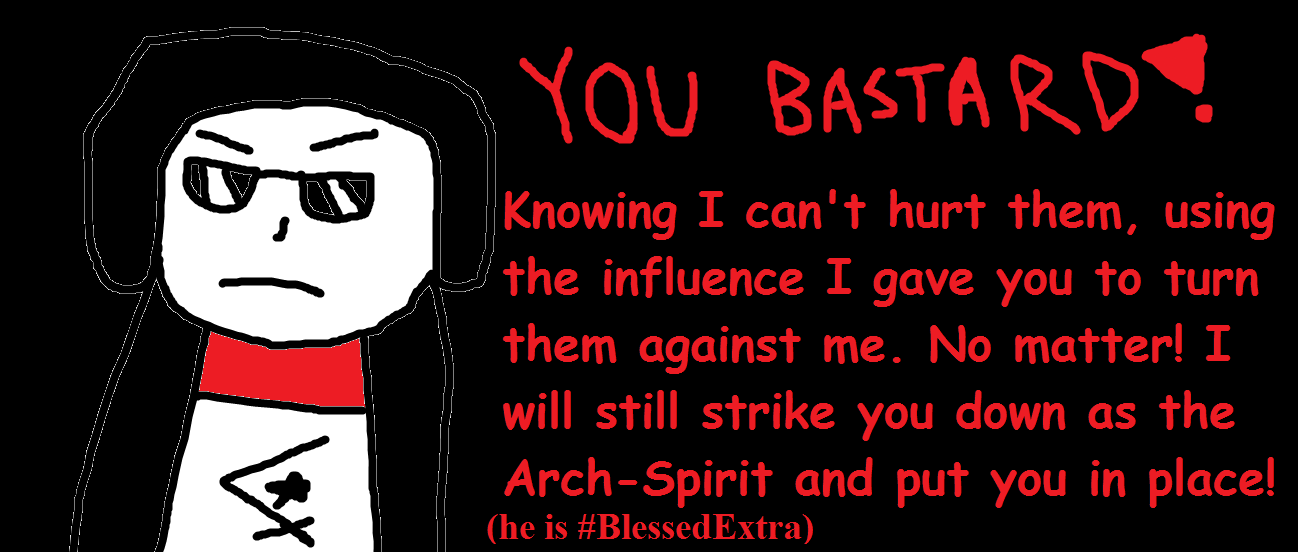 YOU BASTARD!
Knowing I can't hurt them, using
the influence I gave you to turn
them against me. No matter! I
will still strike you down as the
Arch-Spirit and put you in place!
(he is #BlessedExtra)